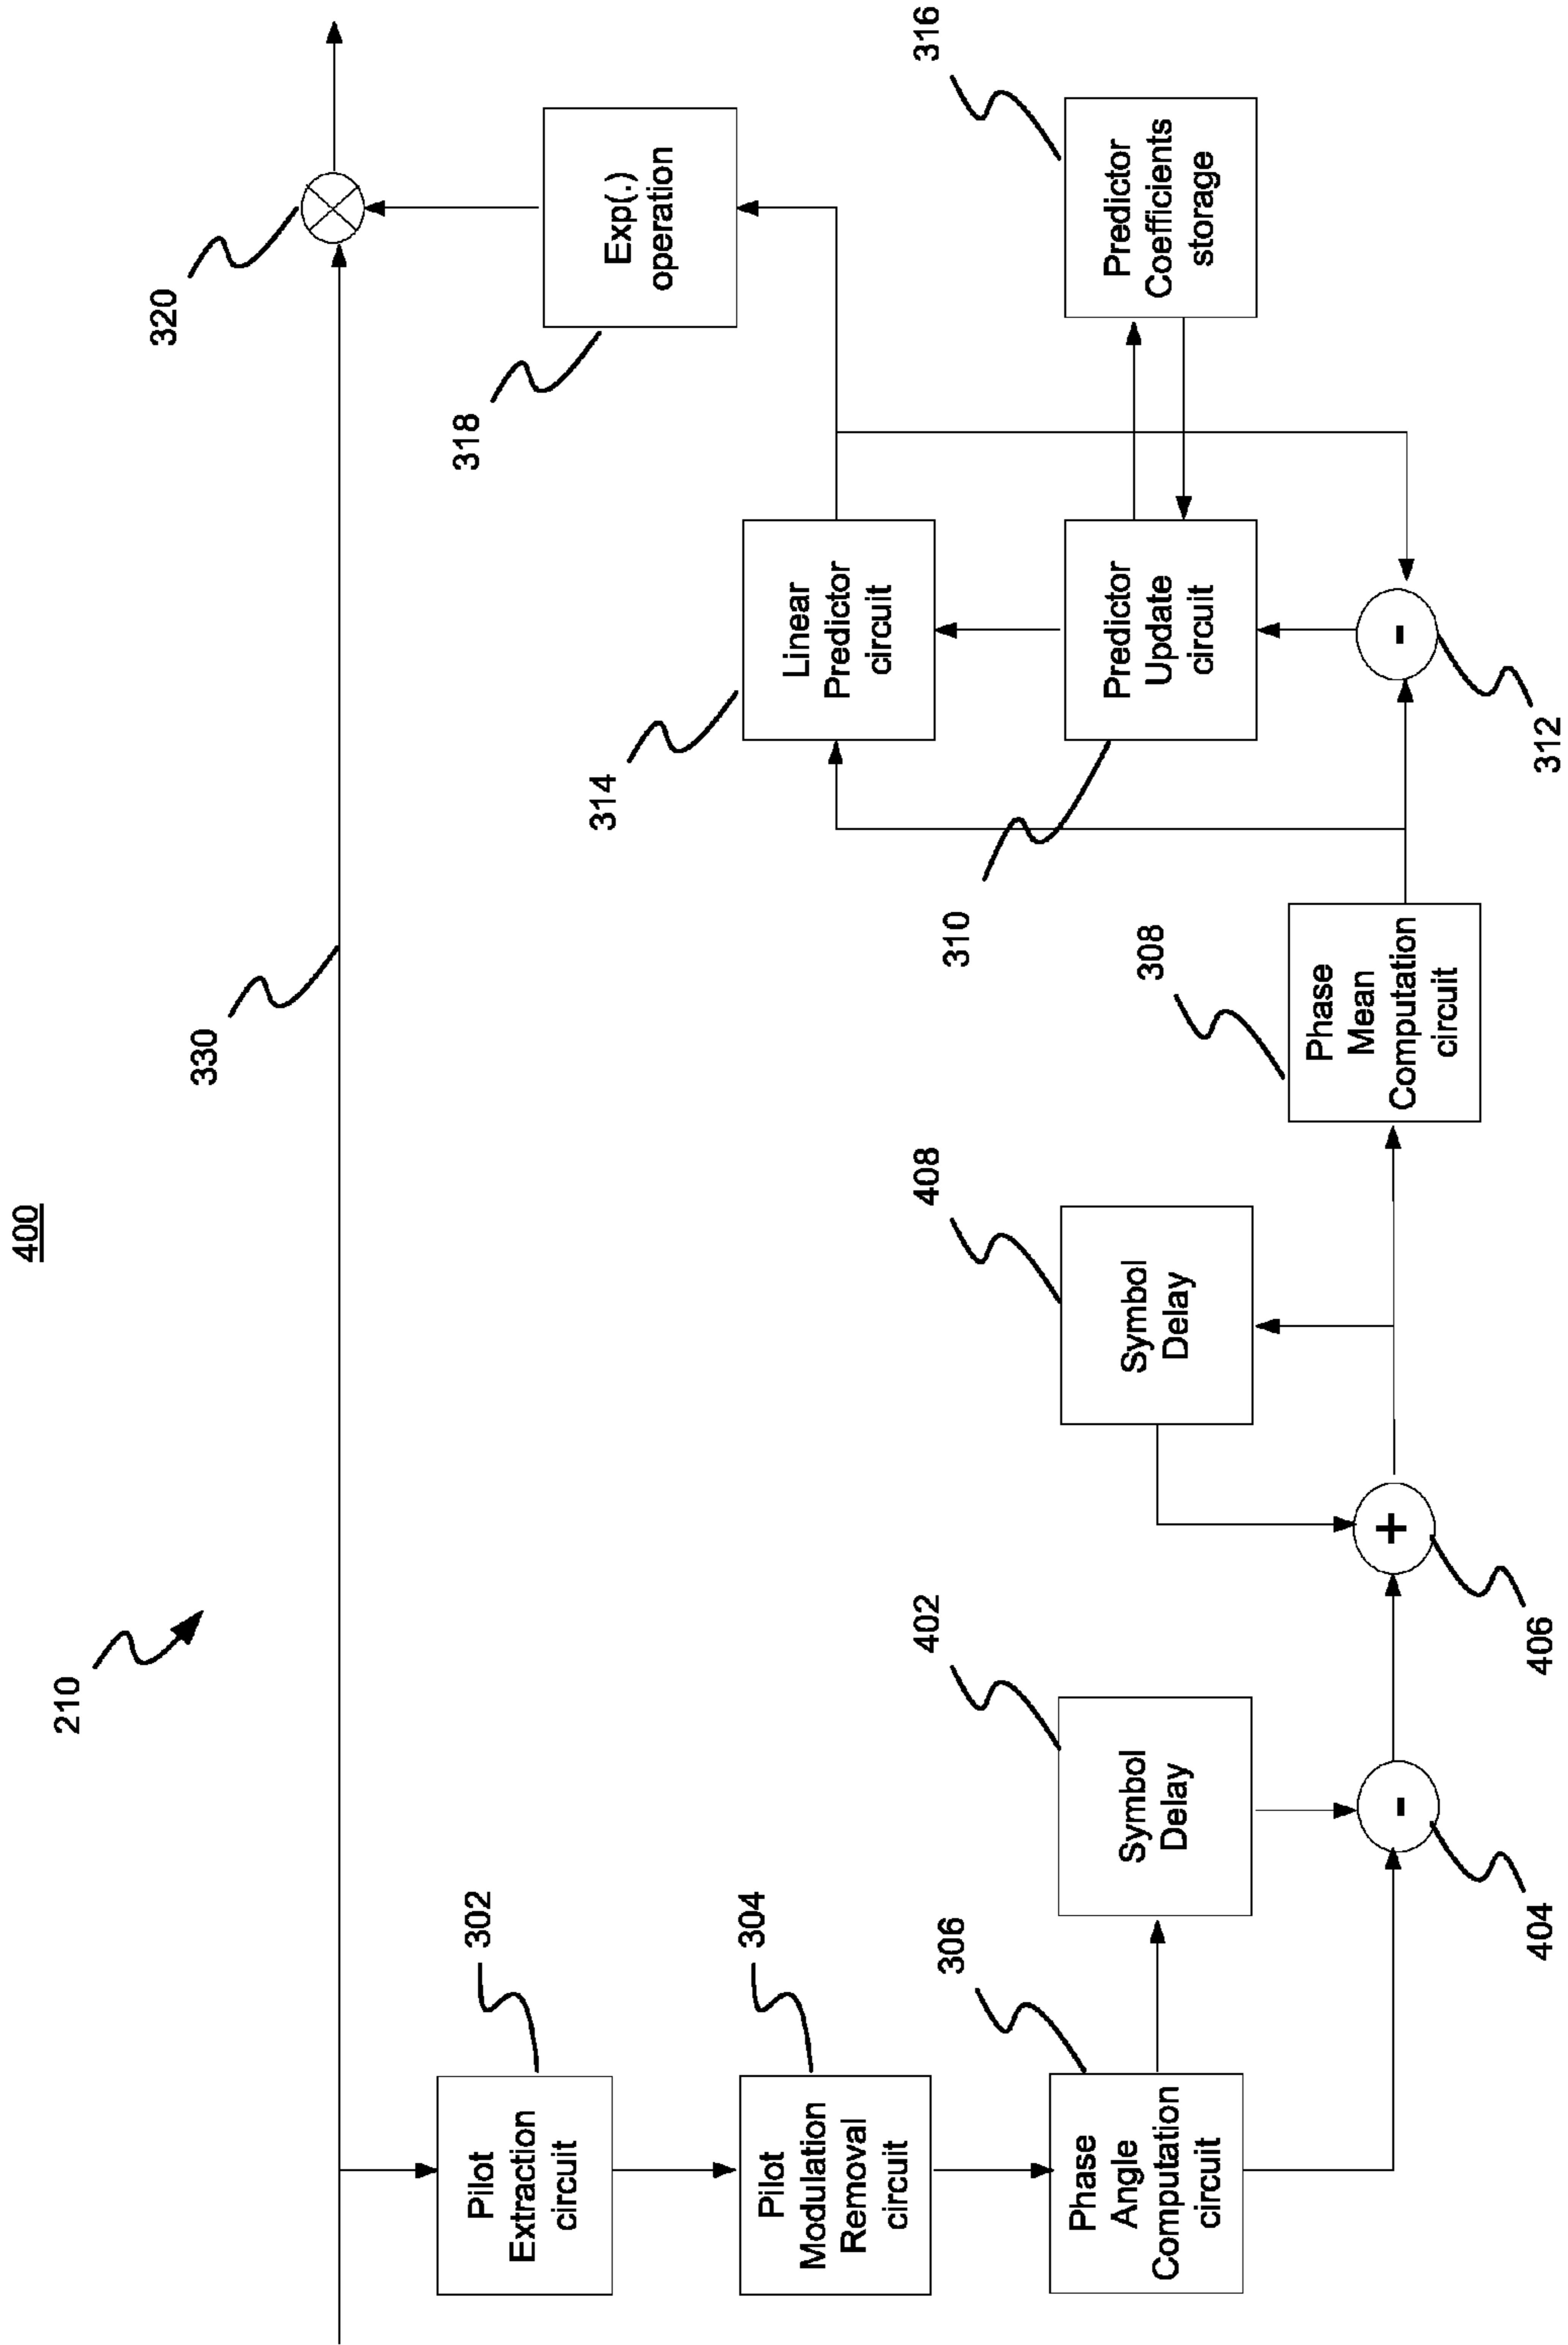 400
210
330
320
Pilot
Extraction
circuit
302
Pilot
Modulation
Removal
circuit
304
Phase
Angle
Computation
circuit
306
Symbol
Delay
402
-
404
+
406
Symbol
Delay
408
Phase
Mean
Computation
circuit
308
Linear
Predictor
circuit
314
Predictor
Update
circuit
310
-
312
Exp(.)
operation
318
Predictor
Coefficients
storage
316